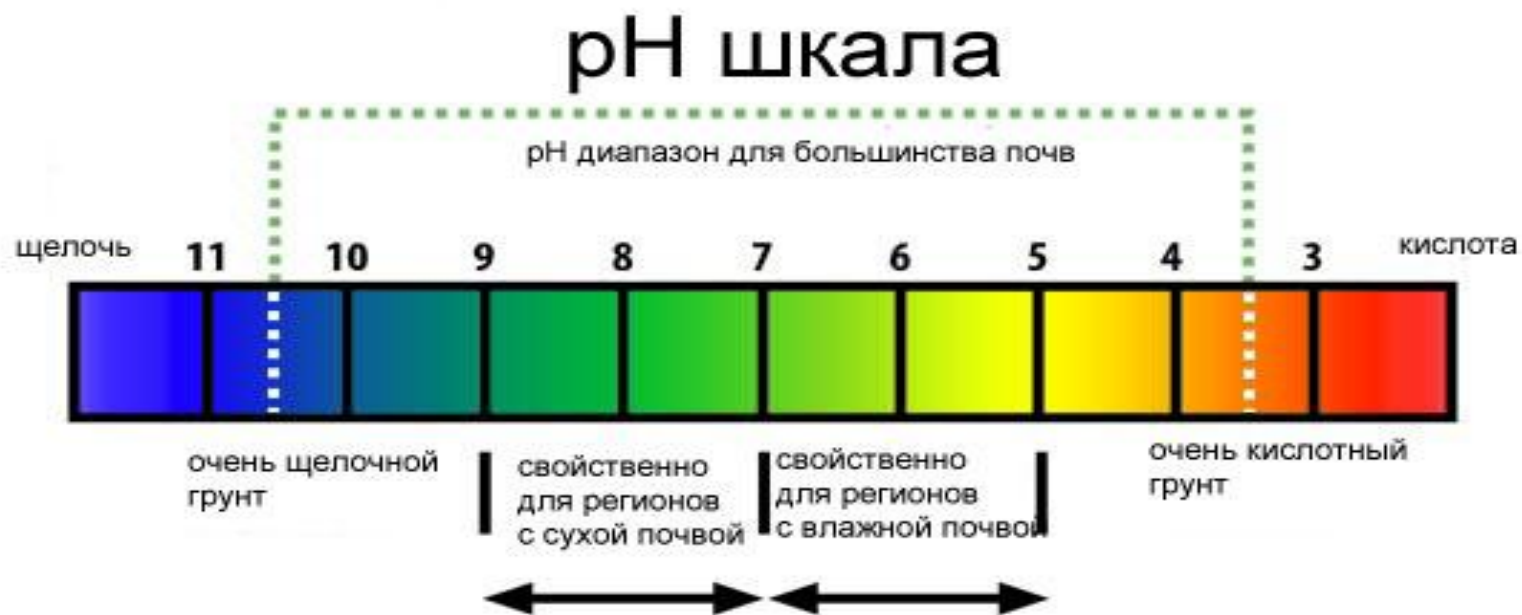 pH шкала
pH диапазон для большинства почв
щелочь 11 10 9 8 7 6 5 4 3 кислота
очень щелочной
грунт
свойственно
для регионов
с сухой почвой
свойственно
для регионов
с влажной почвой
очень кислотный
грунт